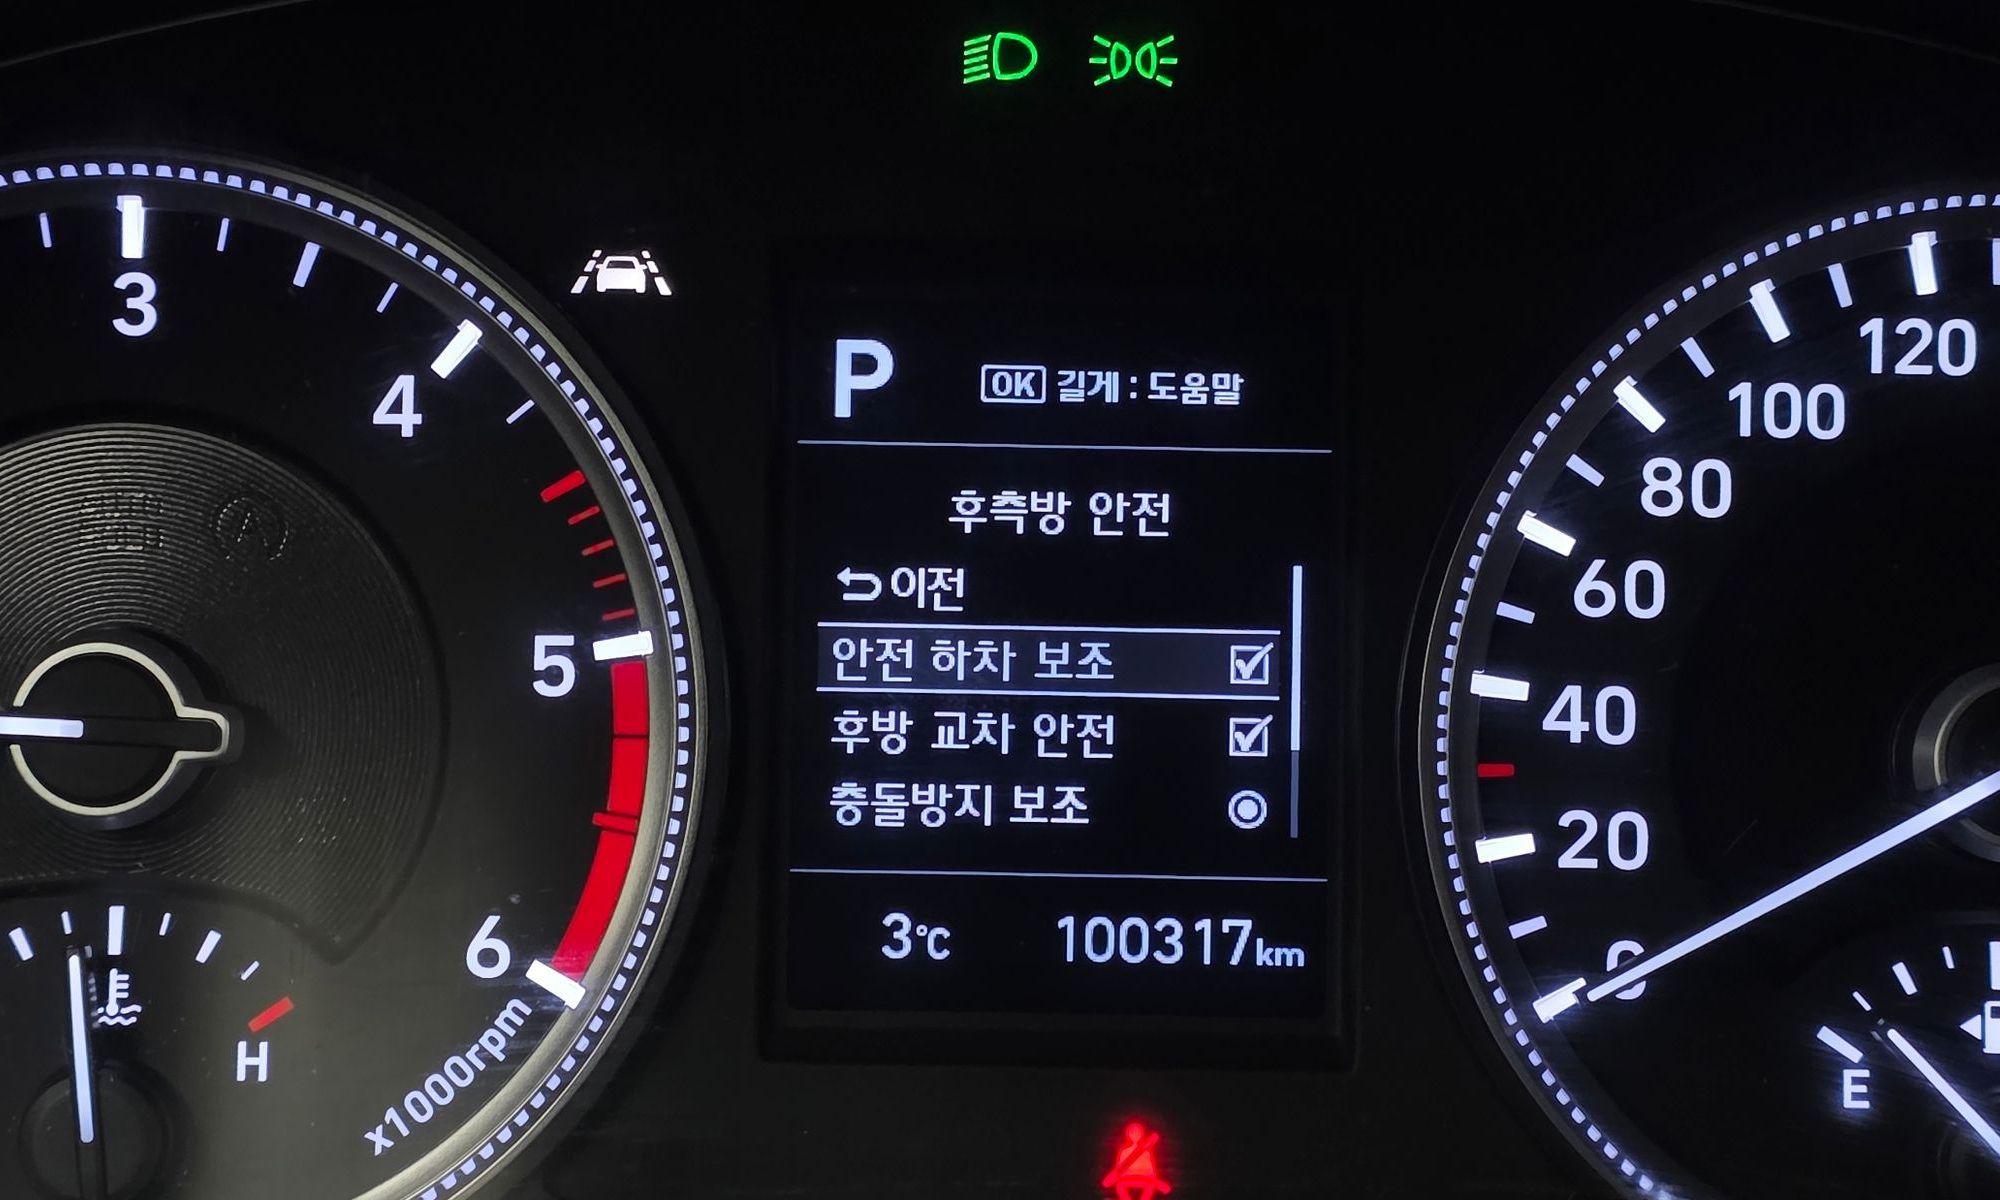 P
OK 길게 : 도움말
후측방 안전
이전
안전 하차 보조
후방 교차 안전
충돌방지 보조
3℃ 100317km
3
4
5
6
x1000rpm
H
120
100
80
60
40
20
0
E